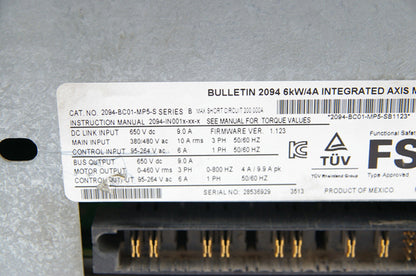 BULLETIN 2094 6kW/4A INTEGRATED AXIS M
CAT. NO. 2094-BC01-MP5-S SERIES B MAX SHORT CIRCUIT 200,000A
*2094-BC01-MP5-SB1123*
INSTRUCTION MANUAL 2094-IN001x-xx-x SEE MANUAL FOR TORQUE VALUES
DC LINK INPUT 650 V dc 9.0 A FIRMWARE VER 1.123
MAIN INPUT 380/480 V ac 10 A rms 3 PH 50/60 HZ
CONTROL INPUT 95-264 V ac 6 A 1 PH 50/60 HZ
BUS OUTPUT 650 V dc 9.0 A
MOTOR OUTPUT 0-460 V rms 3 PH 0-800 HZ 4 A / 9.9 A pk
CONTROL OUTPUT 95-264 V ac 6 A 1 PH 50/60 HZ
SERIAL NO 28536929 3513 PRODUCT OF MEXICO
TÜV
TÜV Rheinland Group
Functional Safe
FS
Type Approved